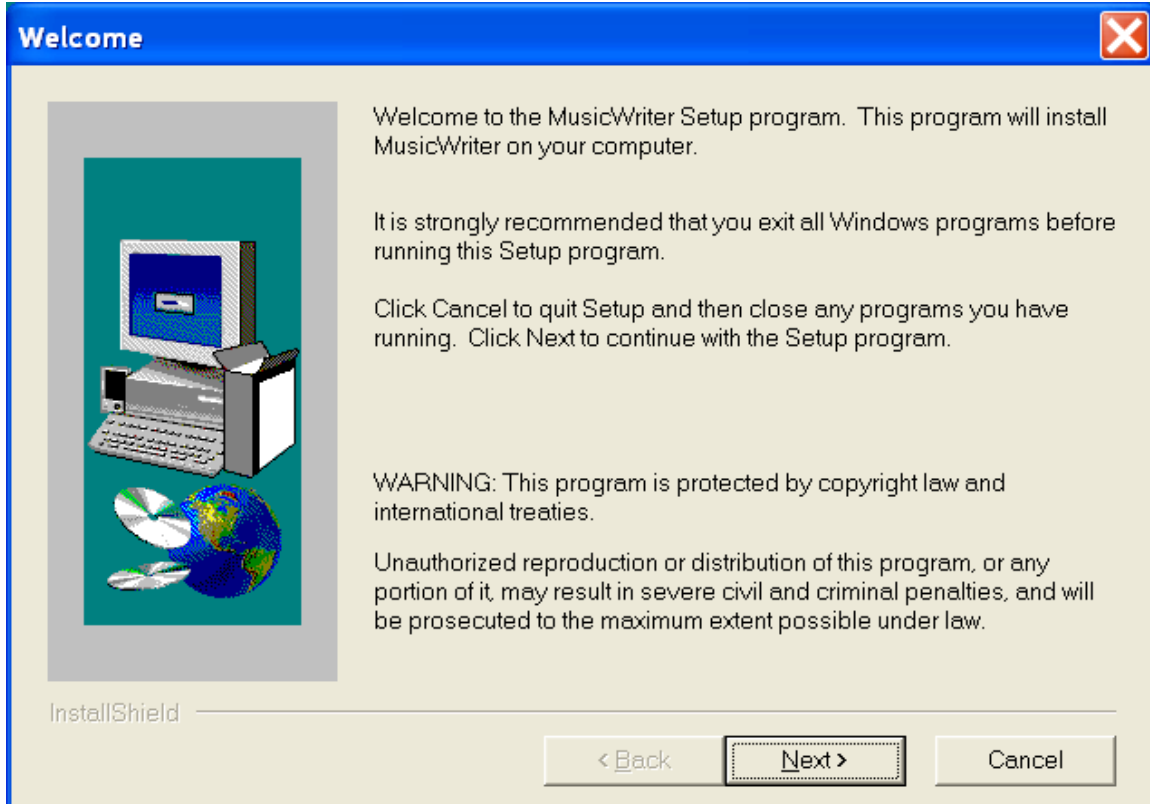 Welcome
Welcome to the MusicWriter Setup program.  This program will install
MusicWriter on your computer.
It is strongly recommended that you exit all Windows programs before
running this Setup program.
Click Cancel to quit Setup and then close any programs you have
running.  Click Next to continue with the Setup program.
WARNING: This program is protected by copyright law and
international treaties.
Unauthorized reproduction or distribution of this program, or any
portion of it, may result in severe civil and criminal penalties, and will
be prosecuted to the maximum extent possible under law.
InstallShield
< Back
Next >
Cancel